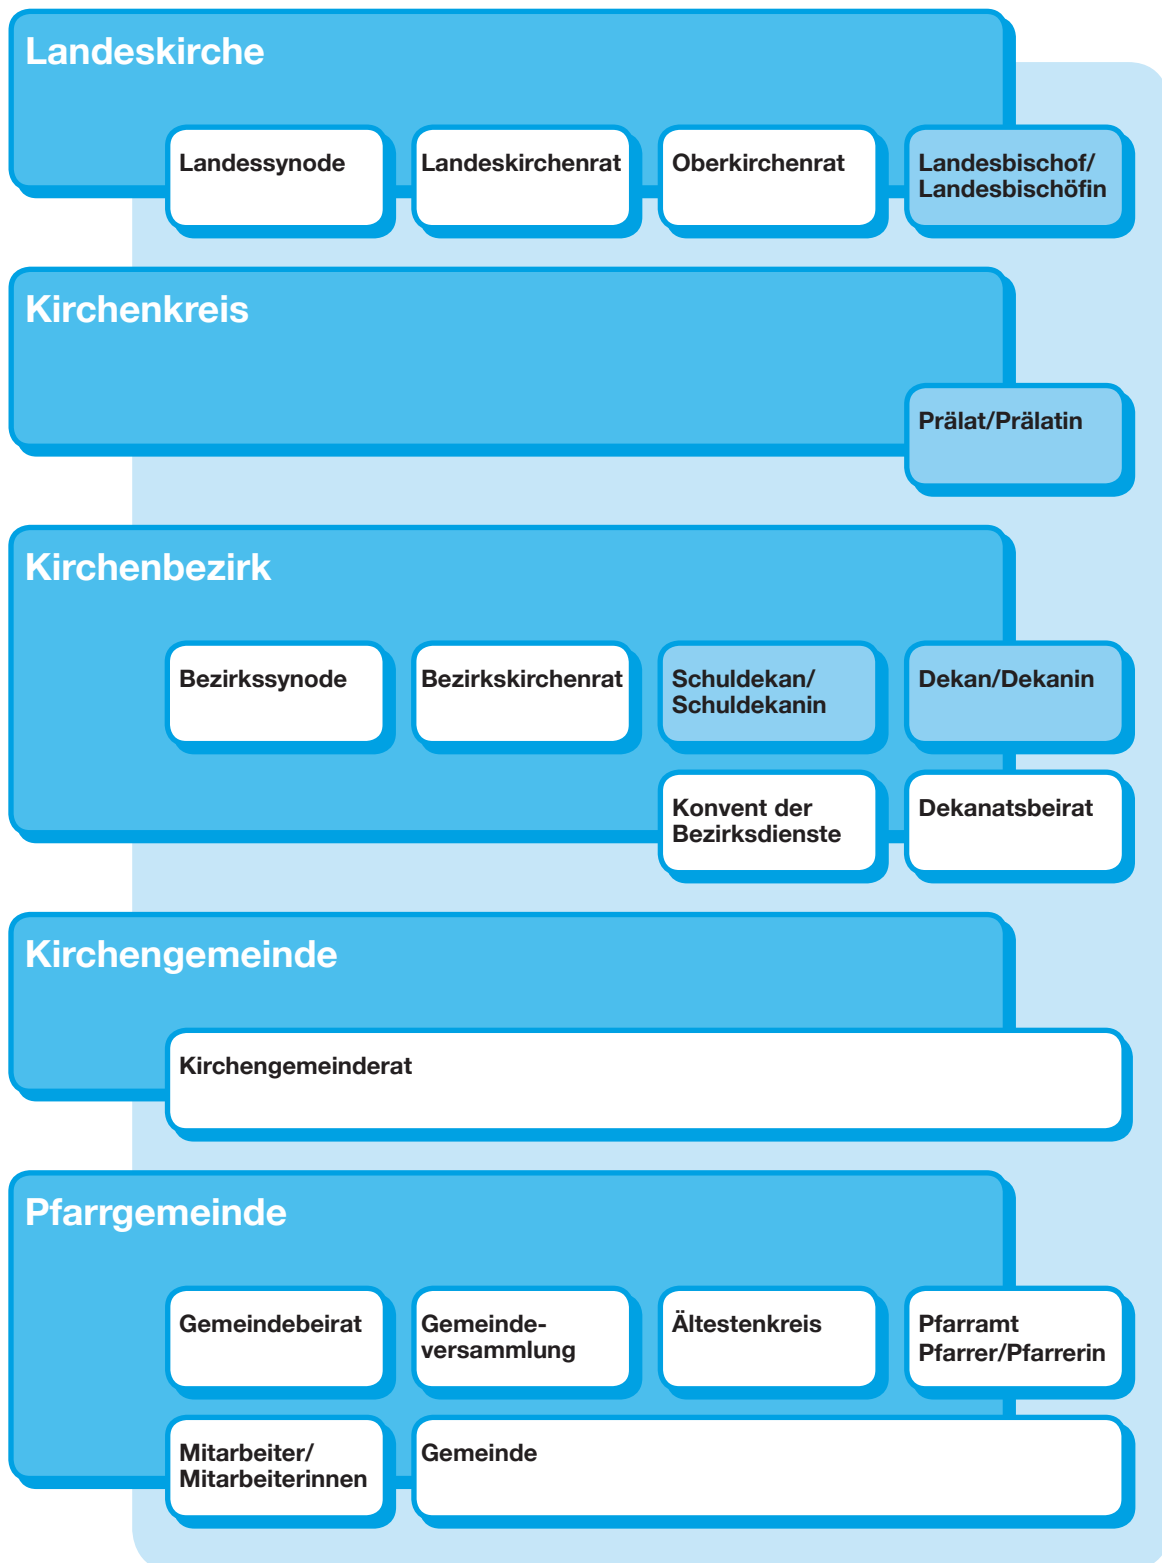 Landeskirche
Landessynode
Landeskirchenrat
Oberkirchenrat
Landesbischof/
Landesbischöfin
Kirchenkreis
Prälat/Prälatin
Kirchenbezirk
Bezirkssynode
Bezirkskirchenrat
Schuldekan/
Schuldekanin
Dekan/Dekanin
Konvent der
Bezirksdienste
Dekanatsbeirat
Kirchengemeinde
Kirchengemeinderat
Pfarrgemeinde
Gemeindebeirat
Gemeinde-
versammlung
Ältestenkreis
Pfarramt
Pfarrer/Pfarrerin
Mitarbeiter/
Mitarbeiterinnen
Gemeinde